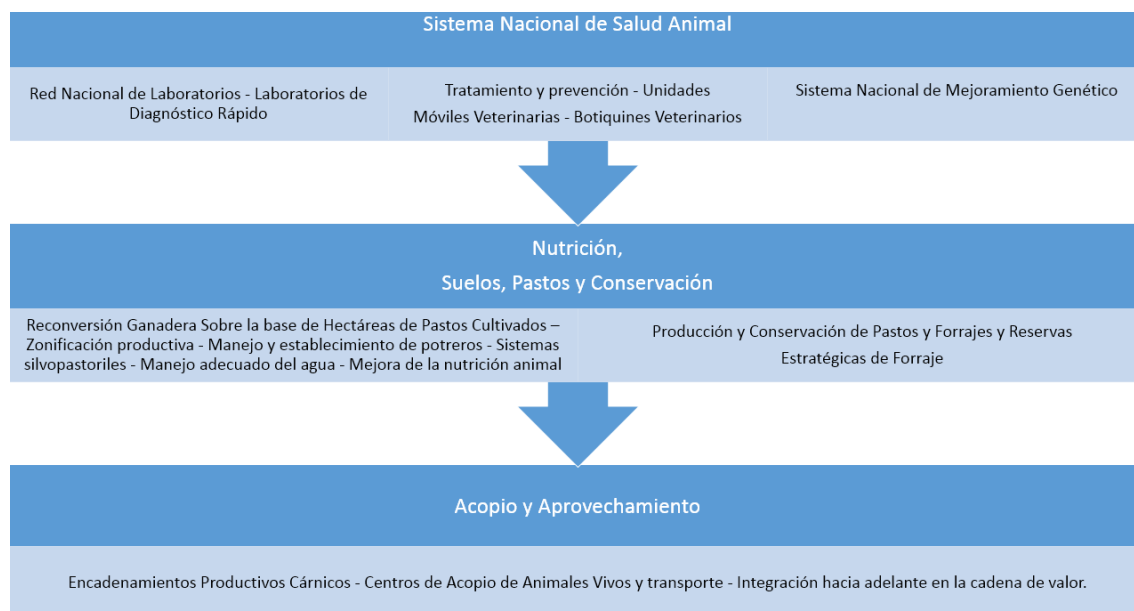 Sistema Nacional de Salud Animal
Red Nacional de Laboratorios - Laboratorios de
Diagnóstico Rápido
Tratamiento y prevención - Unidades
Móviles Veterinarias - Botiquines Veterinarios
Sistema Nacional de Mejoramiento Genético
Nutrición,
Suelos, Pastos y Conservación
Reconversión Ganadera Sobre la base de Hectáreas de Pastos Cultivados –
Zonificación productiva - Manejo y establecimiento de potreros - Sistemas
silvopastoriles - Manejo adecuado del agua - Mejora de la nutrición animal
Producción y Conservación de Pastos y Forrajes y Reservas
Estratégicas de Forraje
Acopio y Aprovechamiento
Encadenamientos Productivos Cárnicos - Centros de Acopio de Animales Vivos y transporte - Integración hacia adelante en la cadena de valor.